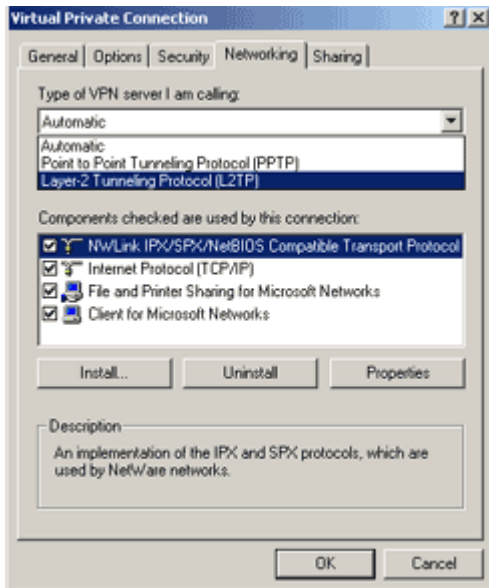 Virtual Private Connection
General Options Security Networking Sharing
Type of VPN server I am calling:
Automatic
Automatic
Point to Point Tunneling Protocol (PPTP)
Layer-2 Tunneling Protocol (L2TP)
Components checked are used by this connection:
NWLink IPX/SPX/NetBIOS Compatible Transport Protocol
Internet Protocol (TCP/IP)
File and Printer Sharing for Microsoft Networks
Client for Microsoft Networks
Install... Uninstall Properties
Description
An implementation of the IPX and SPX protocols, which are
used by NetWare networks.
OK Cancel